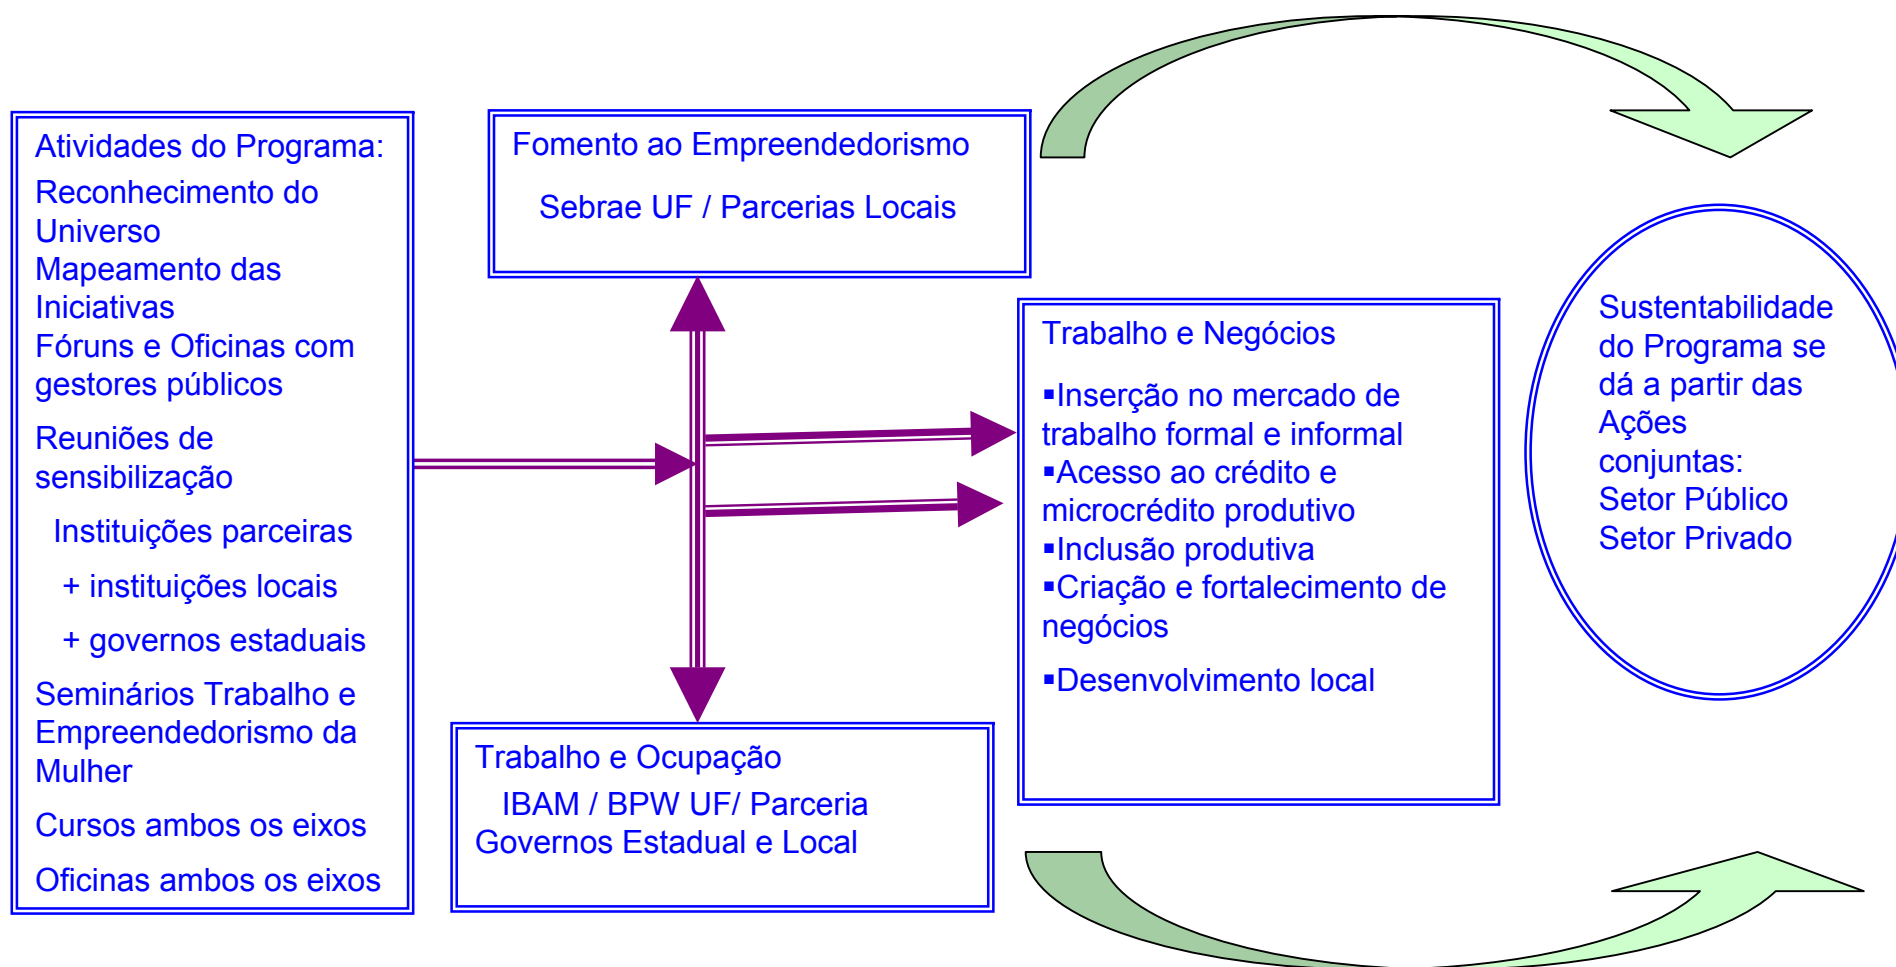 Atividades do Programa:
Reconhecimento do
Universo
Mapeamento das
Iniciativas
Fóruns e Oficinas com
gestores públicos
Reuniões de
sensibilização
Instituições parceiras
+ instituições locais
+ governos estaduais
Seminários Trabalho e
Empreendedorismo da
Mulher
Cursos ambos os eixos
Oficinas ambos os eixos
Fomento ao Empreendedorismo
Sebrae UF / Parcerias Locais
Trabalho e Ocupação
IBAM / BPW UF/ Parceria
Governos Estadual e Local
Trabalho e Negócios
▪Inserção no mercado de
trabalho formal e informal
▪Acesso ao crédito e
microcrédito produtivo
▪Inclusão produtiva
▪Criação e fortalecimento de
negócios
▪Desenvolvimento local
Sustentabilidade
do Programa se
dá a partir das
Ações
conjuntas:
Setor Público
Setor Privado